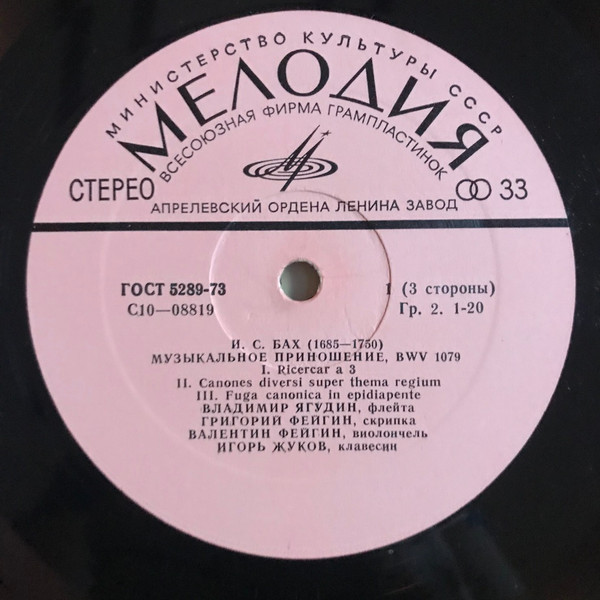 МИНИСТЕРСТВО КУЛЬТУРЫ СССР
МЕЛОДИЯ
ВСЕСОЮЗНАЯ ФИРМА ГРАМПЛАСТИНОК
СТЕРЕО
33
АПРЕЛЕВСКИЙ ОРДЕНА ЛЕНИНА ЗАВОД
ГОСТ 5289-73
1 (3 стороны)
С10—08819
Гр. 2. 1-20
И. С. БАХ (1685—1750)
МУЗЫКАЛЬНОЕ ПРИНОШЕНИЕ, BWV 1079
I. Ricercar a 3
II. Canones diversi super thema regium
III. Fuga canonica in epidiapente
ВЛАДИМИР ЯГУДИН, флейта
ГРИГОРИЙ ФЕЙГИН, скрипка
ВАЛЕНТИН ФЕЙГИН, виолончель
ИГОРЬ ЖУКОВ, клавесин